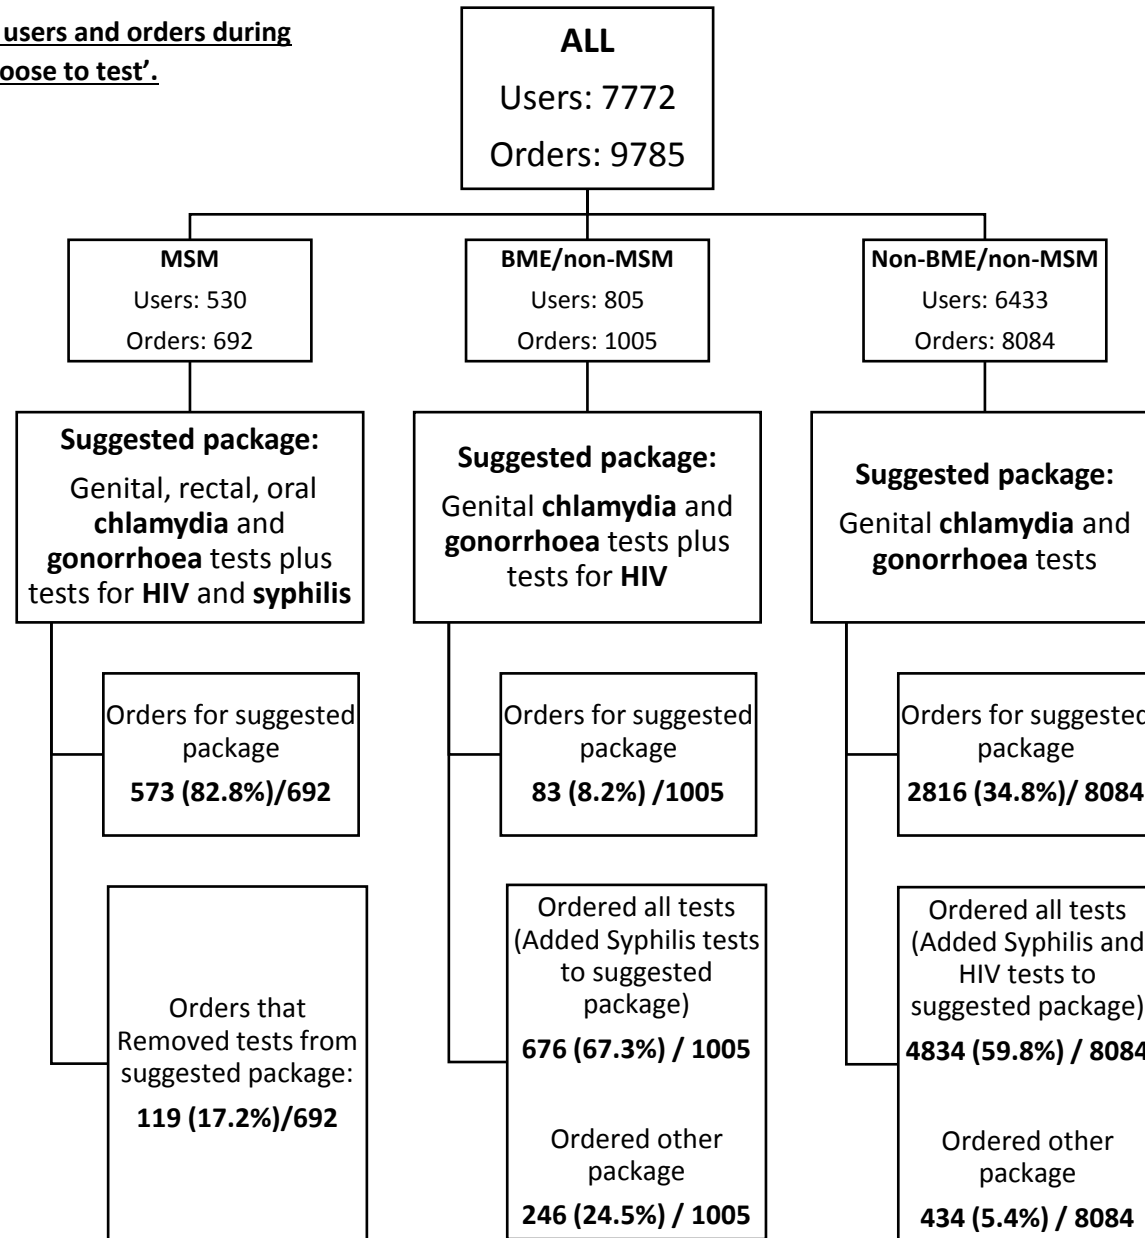 users and orders during
oose to test’.
ALL
Users: 7772
Orders: 9785
MSM
Users: 530
Orders: 692
BME/non-MSM
Users: 805
Orders: 1005
Non-BME/non-MSM
Users: 6433
Orders: 8084
Suggested package:
Genital, rectal, oral
chlamydia and
gonorrhoea tests plus
tests for HIV and syphilis
Suggested package:
Genital chlamydia and
gonorrhoea tests plus
tests for HIV
Suggested package:
Genital chlamydia and
gonorrhoea tests
Orders for suggested
package
573 (82.8%)/692
Orders for suggested
package
83 (8.2%) /1005
Orders for suggested
package
2816 (34.8%)/ 8084
Orders that
Removed tests from
suggested package:
119 (17.2%)/692
Ordered all tests
(Added Syphilis tests
to suggested
package)
676 (67.3%) / 1005
Ordered other
package
246 (24.5%) / 1005
Ordered all tests
(Added Syphilis and
HIV tests to
suggested package)
4834 (59.8%) / 8084
Ordered other
package
434 (5.4%) / 8084